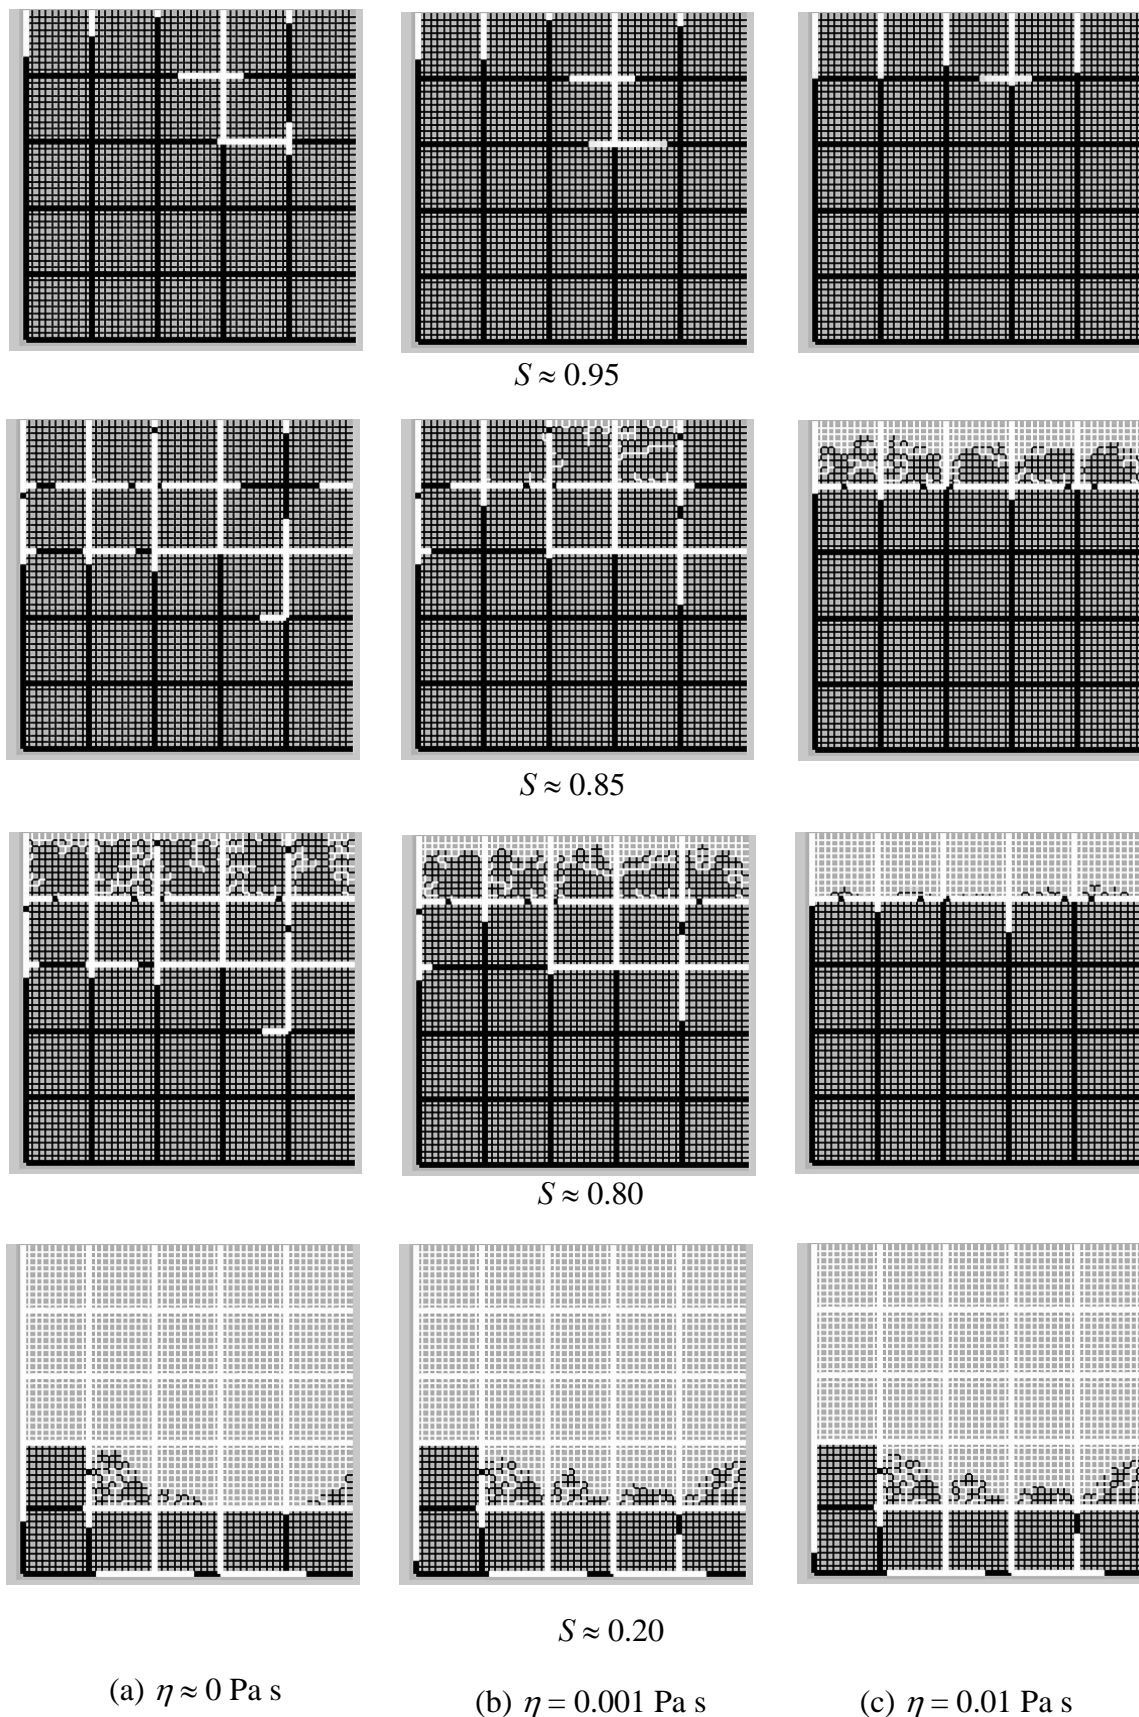 S ≈ 0.95
S ≈ 0.85
S ≈ 0.80
S ≈ 0.20
(a) η ≈ 0 Pa s
(b) η = 0.001 Pa s
(c) η = 0.01 Pa s